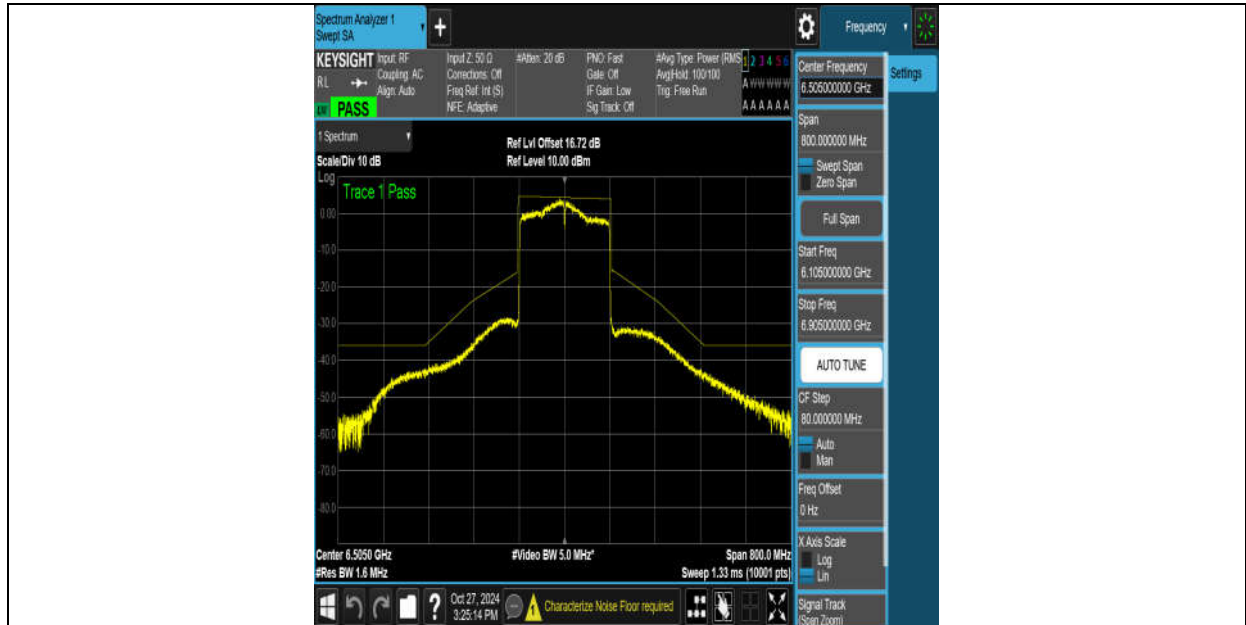 Spectrum Analyzer 1
Swept SA
+
Frequency
KEYSIGHT
RL
PASS
Input: RF
Coupling: AC
Align: Auto
Input Z: 50 Ω
Corrections: Off
Freq Ref: Int (S)
NFE: Adaptive
#Atten: 20 dB
PNO: Fast
Gate: Off
IF Gain: Low
Sig Track: Off
#Avg Type: Power (RMS
Avg|Hold: 100/100
Trig: Free Run
1 2 3 4 5 6
A W W W W W
A A A A A A
1 Spectrum
Scale/Div 10 dB
Ref Lvl Offset 16.72 dB
Ref Level 10.00 dBm
Log
Trace 1 Pass
0.00
-10.0
-20.0
-30.0
-40.0
-50.0
-60.0
-70.0
-80.0
Center 6.5050 GHz
#Res BW 1.6 MHz
#Video BW 5.0 MHz*
Span 800.0 MHz
Sweep 1.33 ms (10001 pts)
?
Oct 27, 2024
3:25:14 PM
Characterize Noise Floor required
Center Frequency
6.505000000 GHz
Settings
Span
800.000000 MHz
Swept Span
Zero Span
Full Span
Start Freq
6.105000000 GHz
Stop Freq
6.905000000 GHz
AUTO TUNE
CF Step
80.000000 MHz
Auto
Man
Freq Offset
0 Hz
X Axis Scale
Log
Lin
Signal Track
(Span Zoom)